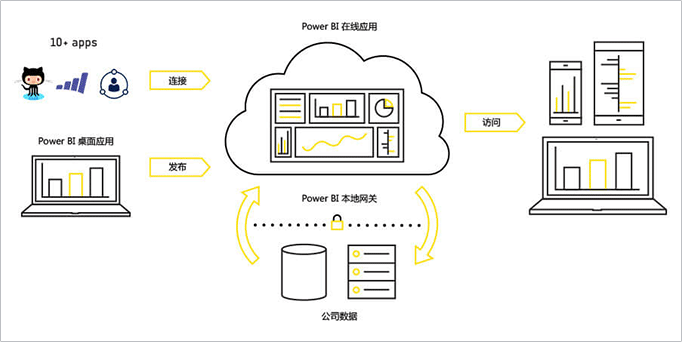 Power BI 在线应用
10+ apps
连接
Power BI 桌面应用
发布
访问
Power BI 本地网关
公司数据